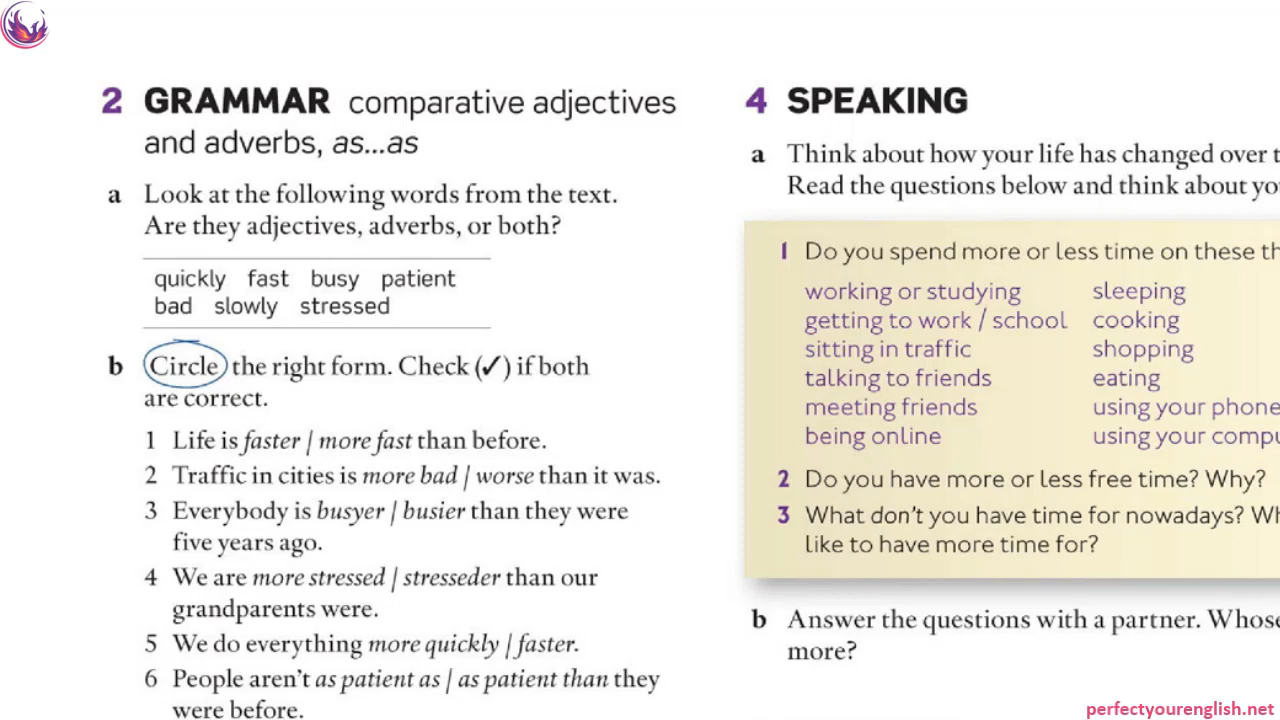 2 GRAMMAR comparative adjectives
and adverbs, as...as
a Look at the following words from the text.
Are they adjectives, adverbs, or both?
quickly fast busy patient
bad slowly stressed
b Circle the right form. Check (✓) if both
are correct.
1 Life is faster / more fast than before.
2 Traffic in cities is more bad / worse than it was.
3 Everybody is busyer / busier than they were
five years ago.
4 We are more stressed / stresseder than our
grandparents were.
5 We do everything more quickly / faster.
6 People aren't as patient as / as patient than they
were before.
4 SPEAKING
a Think about how your life has changed over
Read the questions below and think about
1 Do you spend more or less time on these
working or studying sleeping
getting to work / school cooking
sitting in traffic shopping
talking to friends eating
meeting friends using your phone
being online using your
2 Do you have more or less free time? Why?
3 What don't you have time for nowadays?
like to have more time for?
b Answer the questions with a partner. Whose
more?
perfectyourenglish.net